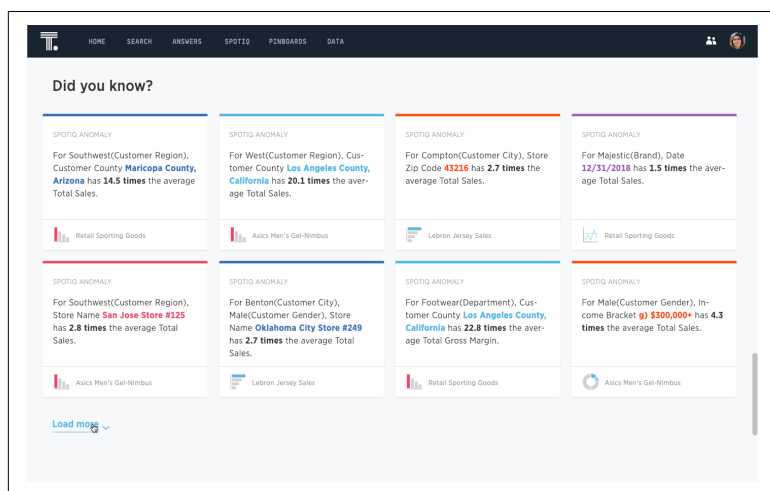 T.
HOME SEARCH ANSWERS SPOTIQ PINBOARDS DATA
Did you know?
SPOTIQ ANOMALY
For Southwest(Customer Region),
Customer County Maricopa County,
Arizona has 14.5 times the average
Total Sales.
Retail Sporting Goods
SPOTIQ ANOMALY
For West(Customer Region), Cus-
tomer County Los Angeles County,
California has 20.1 times the aver-
age Total Sales.
Asics Men's Gel-Nimbus
SPOTIQ ANOMALY
For Compton(Customer City), Store
Zip Code 43216 has 2.7 times the
average Total Sales.
Lebron Jersey Sales
SPOTIQ ANOMALY
For Majestic(Brand), Date
12/31/2018 has 1.5 times the aver-
age Total Sales.
Retail Sporting Goods
SPOTIQ ANOMALY
For Southwest(Customer Region),
Store Name San Jose Store #125
has 2.8 times the average Total
Sales.
Asics Men's Gel-Nimbus
SPOTIQ ANOMALY
For Benton(Customer City),
Male(Customer Gender), Store
Name Oklahoma City Store #249
has 2.7 times the average Total
Sales.
Lebron Jersey Sales
SPOTIQ ANOMALY
For Footwear(Department), Cus-
tomer County Los Angeles County,
California has 22.8 times the aver-
age Total Gross Margin.
Retail Sporting Goods
SPOTIQ ANOMALY
For Male(Customer Gender), In-
come Bracket g) $300,000+ has 4.3
times the average Total Sales.
Asics Men's Gel-Nimbus
Load more